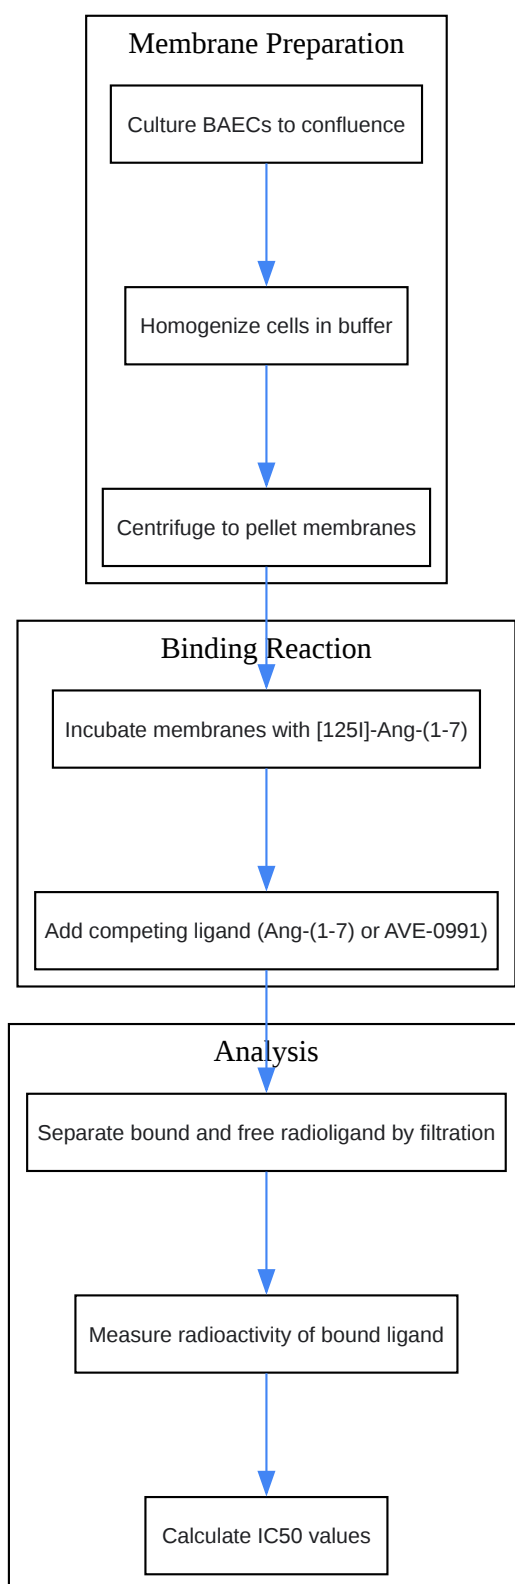 Membrane Preparation
Culture BAECs to confluence
Homogenize cells in buffer
Centrifuge to pellet membranes
Binding Reaction
Incubate membranes with [125I]-Ang-(1-7)
Add competing ligand (Ang-(1-7) or AVE-0991)
Analysis
Separate bound and free radioligand by filtration
Measure radioactivity of bound ligand
Calculate IC50 values